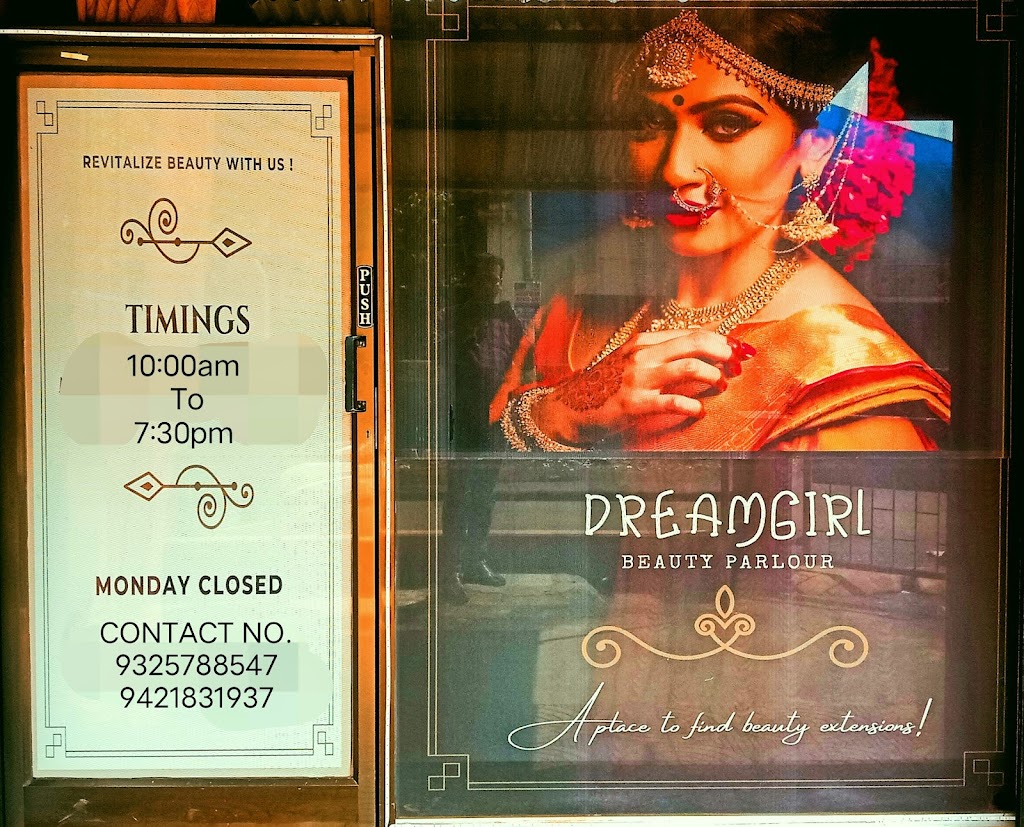 REVITALIZE BEAUTY WITH US !
TIMINGS
10:00am
To
7:30pm
MONDAY CLOSED
CONTACT NO.
9325788547
9421831937
PUSH
DREAMGIRL
BEAUTY PARLOUR
A place to find beauty extensions!